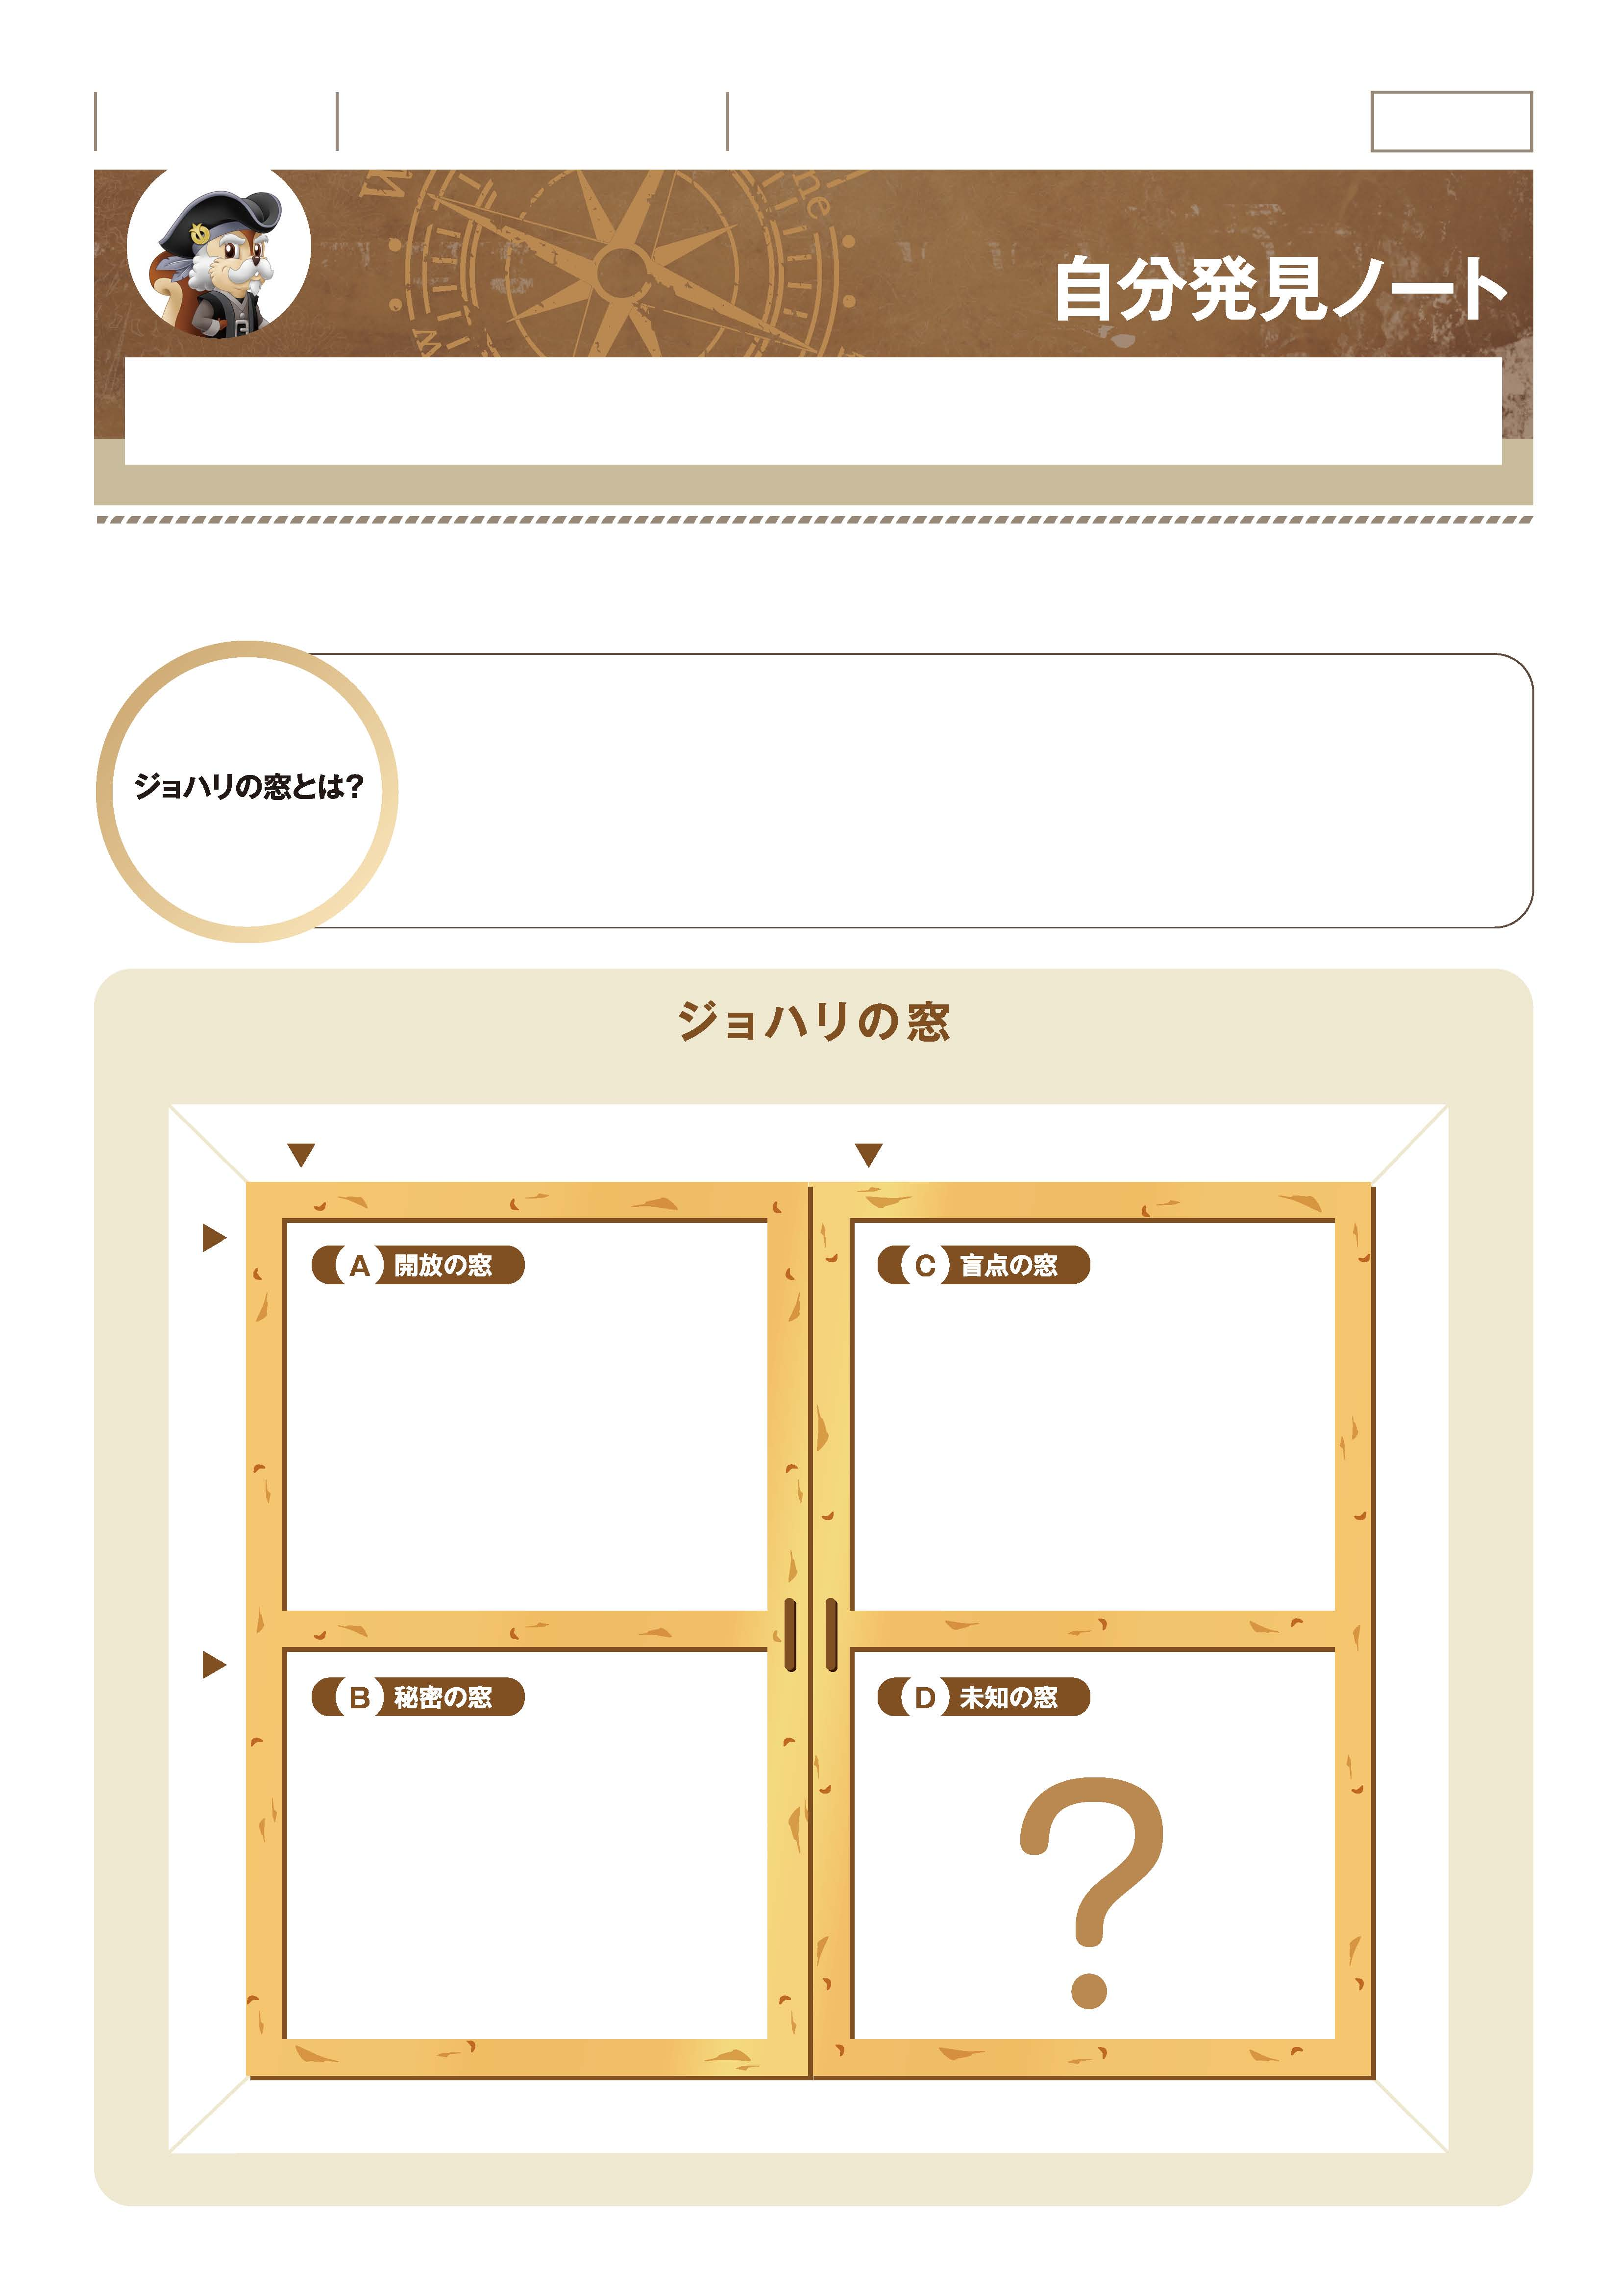 自分発見ノート
ジョハリの窓とは?
ジョハリの窓
A 開放の窓
C 盲点の窓
B 秘密の窓
D 未知の窓
?